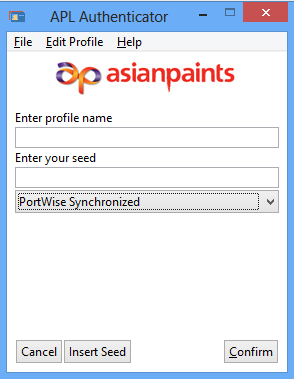 APL Authenticator
File Edit Profile Help
ap asianpaints
Enter profile name
Enter your seed
PortWise Synchronized
Cancel Insert Seed Confirm